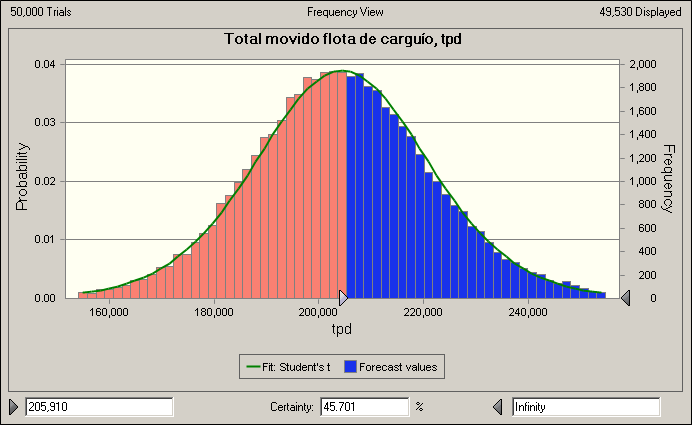 50,000 Trials Frequency View 49,530 Displayed
Total movido flota de carguío, tpd
0.04 2,000
1,800
1,600
0.03 1,400
1,200
0.02 1,000
800
0.01 600
400
200
0.00 0
Probability
Frequency
160,000 180,000 200,000 220,000 240,000
tpd
Fit: Student's t Forecast values
205,910 Certainty: 45.701 % Infinity